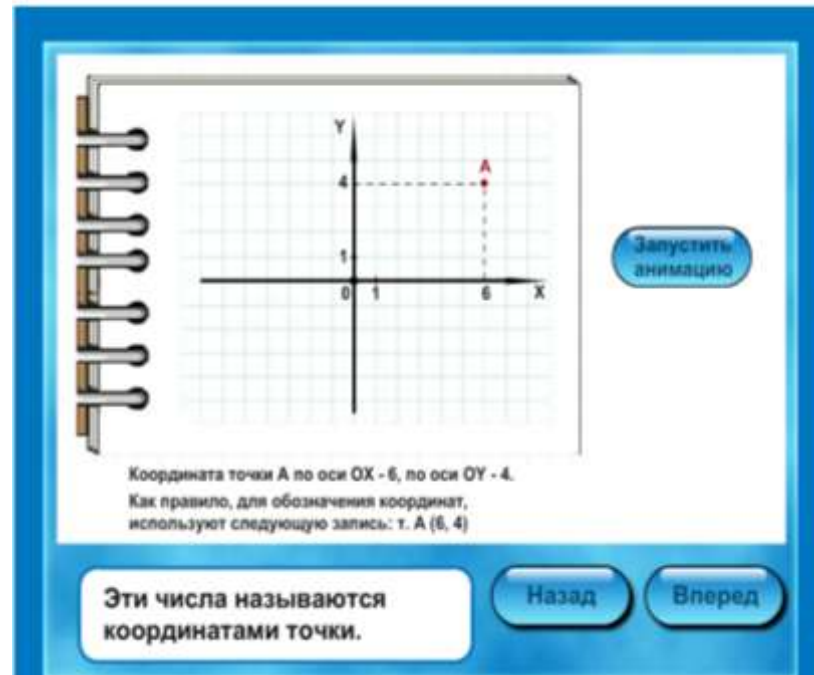 Y
A
4
1
0 1 6 X
Запустить
анимацию
Координата точки А по оси ОХ - 6, по оси OY - 4.
Как правило, для обозначения координат,
используют следующую запись: т. А (6, 4)
Эти числа называются
координатами точки.
Назад
Вперед